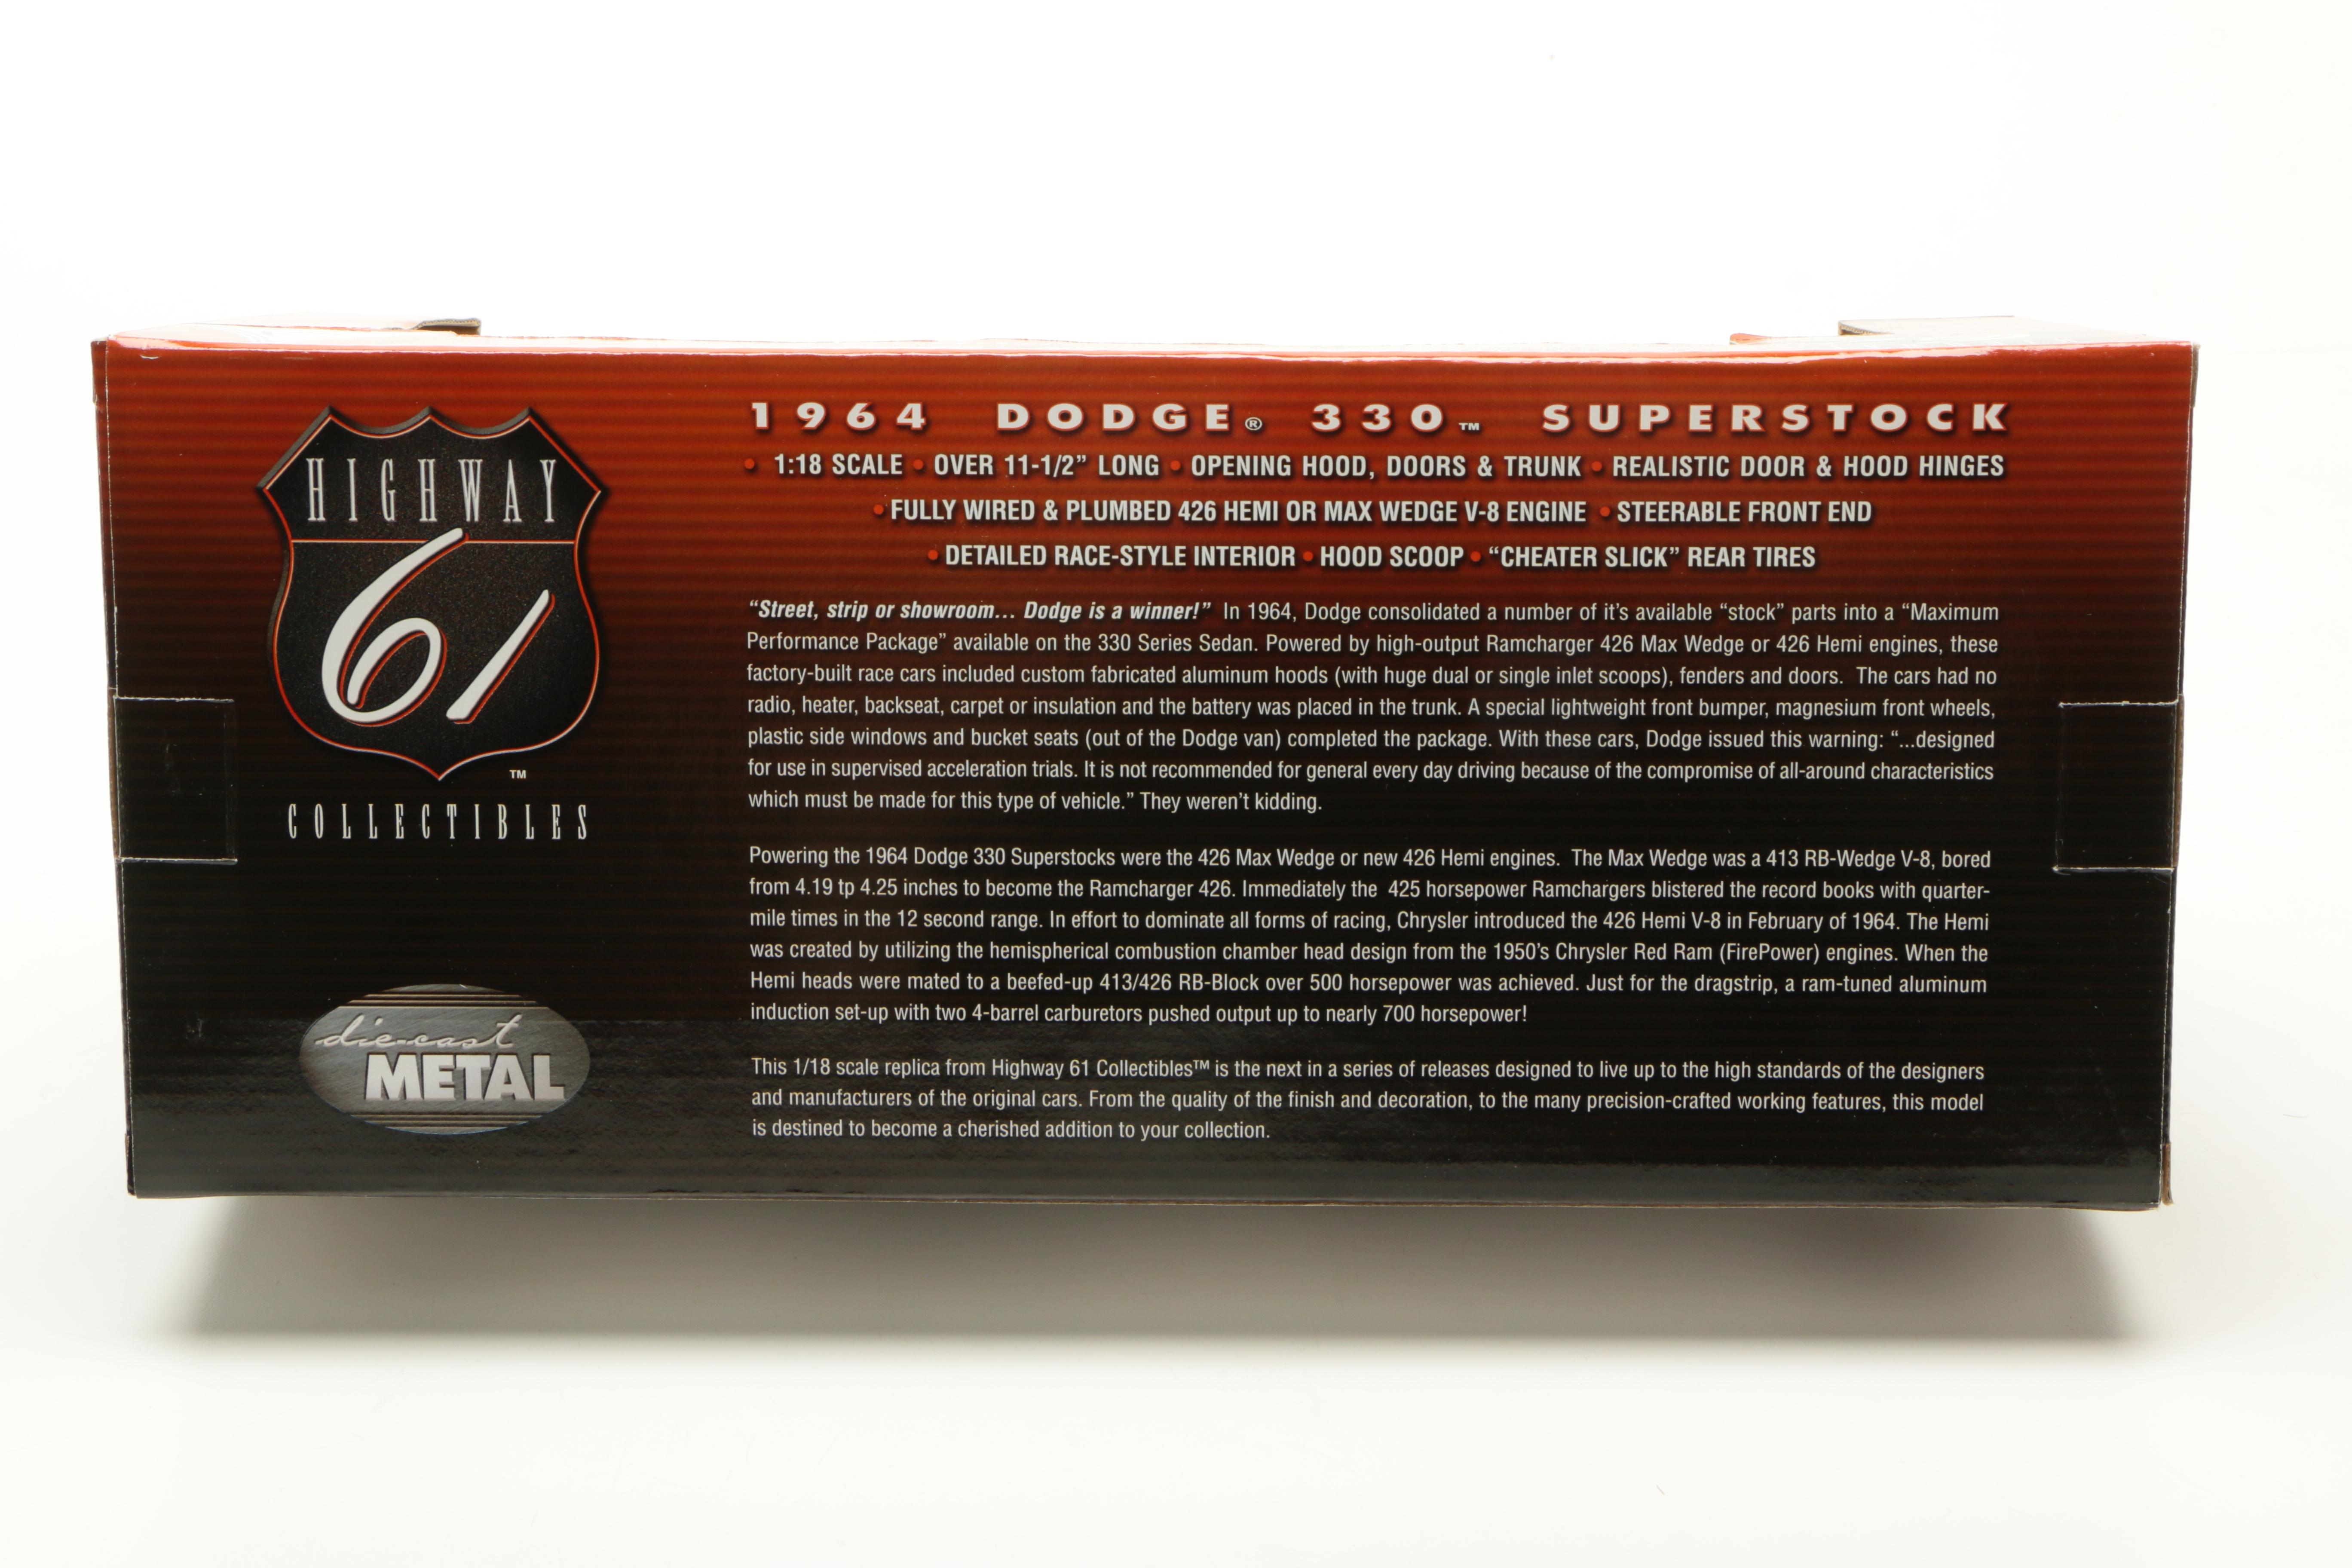 HIGHWAY
61
™
COLLECTIBLES
die-cast
METAL
1964 DODGE® 330™ SUPERSTOCK
• 1:18 SCALE • OVER 11-1/2” LONG • OPENING HOOD, DOORS & TRUNK • REALISTIC DOOR & HOOD HINGES
• FULLY WIRED & PLUMBED 426 HEMI OR MAX WEDGE V-8 ENGINE • STEERABLE FRONT END
• DETAILED RACE-STYLE INTERIOR • HOOD SCOOP • “CHEATER SLICK” REAR TIRES
“Street, strip or showroom... Dodge is a winner!” In 1964, Dodge consolidated a number of it’s available “stock” parts into a “Maximum
Performance Package” available on the 330 Series Sedan. Powered by high-output Ramcharger 426 Max Wedge or 426 Hemi engines, these
factory-built race cars included custom fabricated aluminum hoods (with huge dual or single inlet scoops), fenders and doors. The cars had no
radio, heater, backseat, carpet or insulation and the battery was placed in the trunk. A special lightweight front bumper, magnesium front wheels,
plastic side windows and bucket seats (out of the Dodge van) completed the package. With these cars, Dodge issued this warning: “...designed
for use in supervised acceleration trials. It is not recommended for general every day driving because of the compromise of all-around characteristics
which must be made for this type of vehicle.” They weren’t kidding.
Powering the 1964 Dodge 330 Superstocks were the 426 Max Wedge or new 426 Hemi engines. The Max Wedge was a 413 RB-Wedge V-8, bored
from 4.19 tp 4.25 inches to become the Ramcharger 426. Immediately the 425 horsepower Ramchargers blistered the record books with quarter-
mile times in the 12 second range. In effort to dominate all forms of racing, Chrysler introduced the 426 Hemi V-8 in February of 1964. The Hemi
was created by utilizing the hemispherical combustion chamber head design from the 1950’s Chrysler Red Ram (FirePower) engines. When the
Hemi heads were mated to a beefed-up 413/426 RB-Block over 500 horsepower was achieved. Just for the dragstrip, a ram-tuned aluminum
induction set-up with two 4-barrel carburetors pushed output up to nearly 700 horsepower!
This 1/18 scale replica from Highway 61 Collectibles™ is the next in a series of releases designed to live up to the high standards of the designers
and manufacturers of the original cars. From the quality of the finish and decoration, to the many precision-crafted working features, this model
is destined to become a cherished addition to your collection.